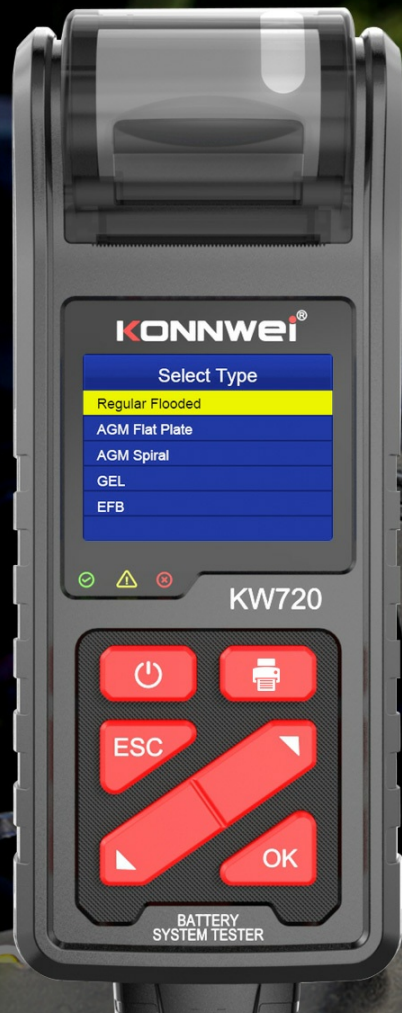 KONNWEI®
Select Type
Regular Flooded
AGM Flat Plate
AGM Spiral
GEL
EFB
KW720
ESC
OK
BATTERY
SYSTEM TESTER